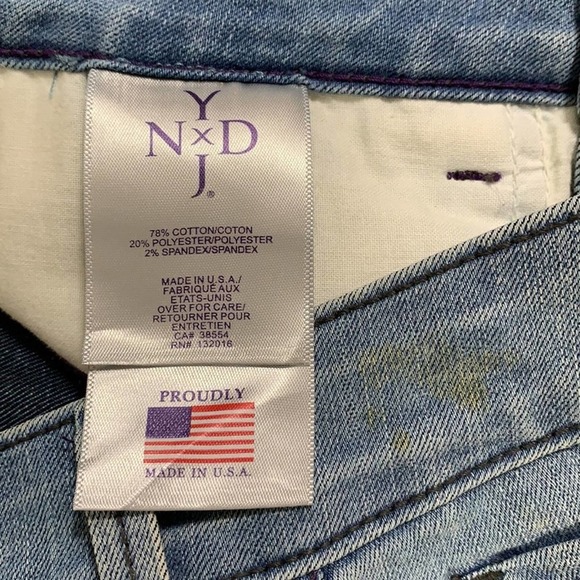 Y
N×D
J®
78% COTTON/COTON
20% POLYESTER/POLYESTER
2% SPANDEX/SPANDEX
MADE IN U.S.A./
FABRIQUÉ AUX
ETATS-UNIS
OVER FOR CARE/
RETOURNER POUR
ENTRETIEN
CA# 38554
RN# 132016
PROUDLY
MADE IN U.S.A.